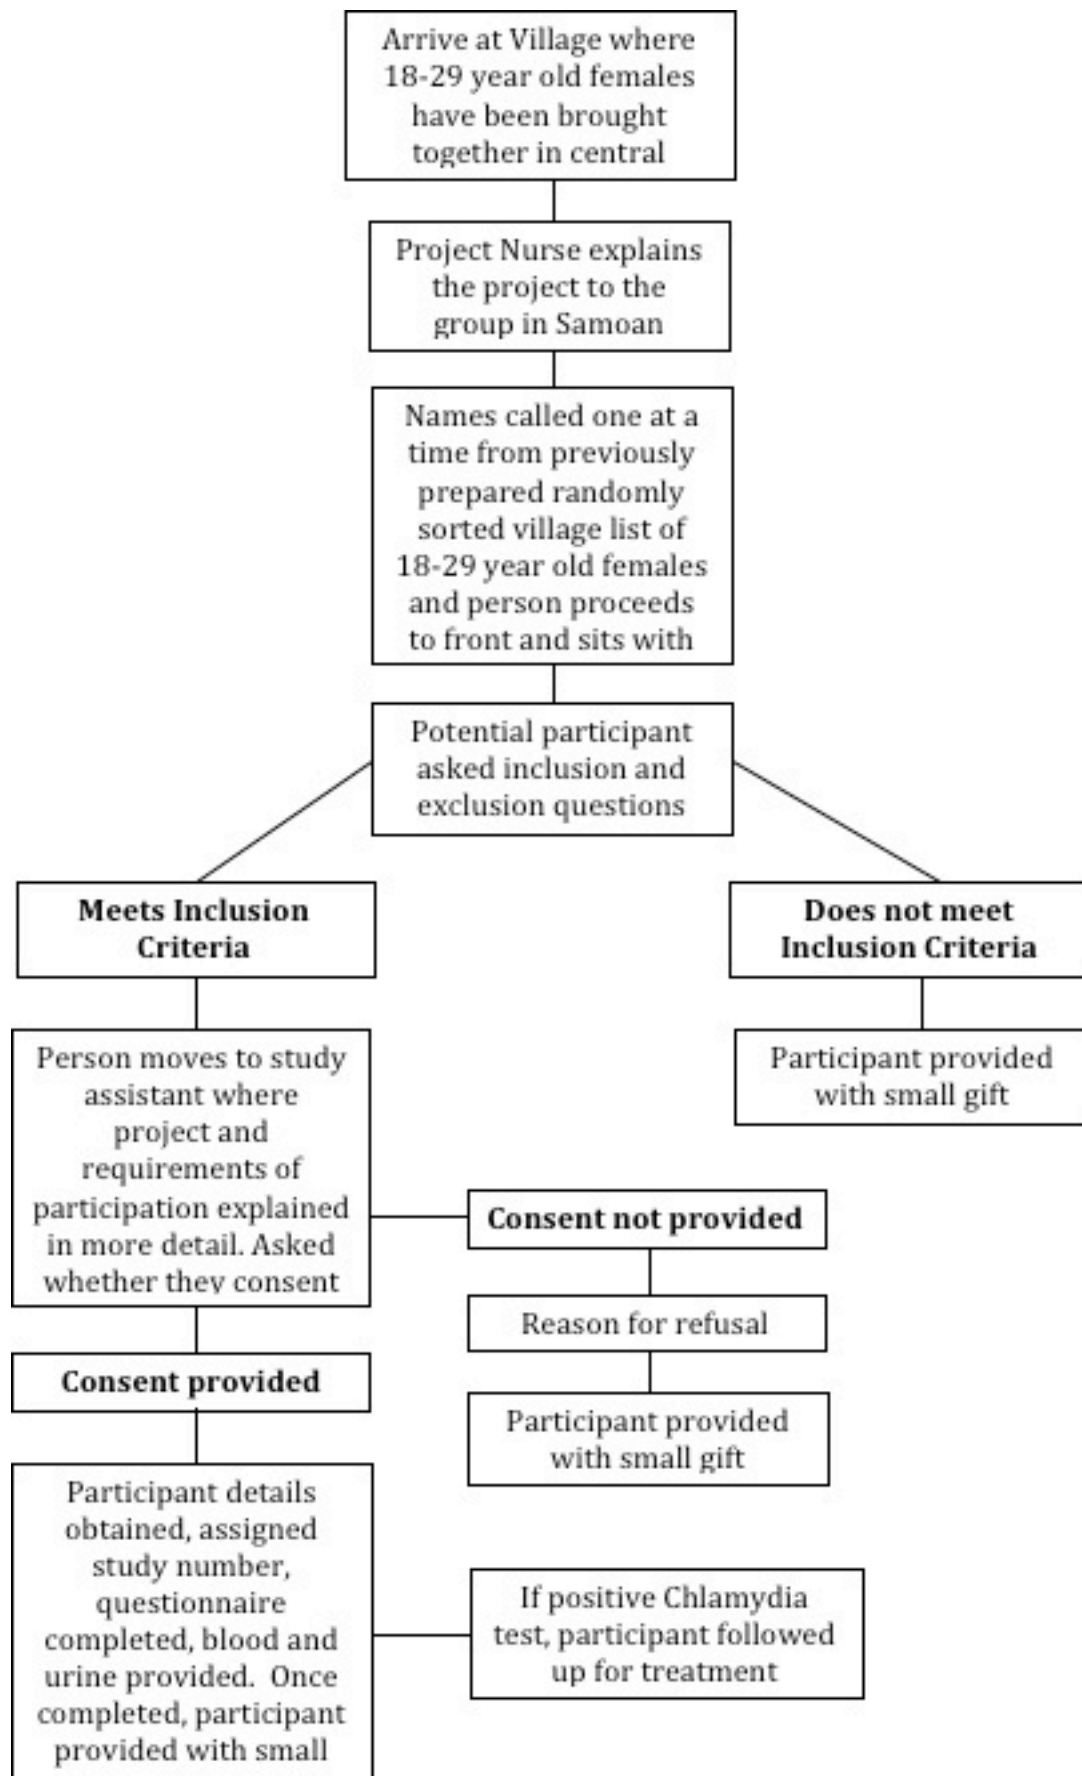 Arrive at Village where
18-29 year old females
have been brought
together in central
Project Nurse explains
the project to the
group in Samoan
Names called one at a
time from previously
prepared randomly
sorted village list of
18-29 year old females
and person proceeds
to front and sits with
Potential participant
asked inclusion and
exclusion questions
Meets Inclusion
Criteria
Does not meet
Inclusion Criteria
Person moves to study
assistant where
project and
requirements of
participation explained
in more detail. Asked
whether they consent
Participant provided
with small gift
Consent not provided
Reason for refusal
Participant provided
with small gift
Consent provided
Participant details
obtained, assigned
study number,
questionnaire
completed, blood and
urine provided.  Once
completed, participant
provided with small
If positive Chlamydia
test, participant followed
up for treatment